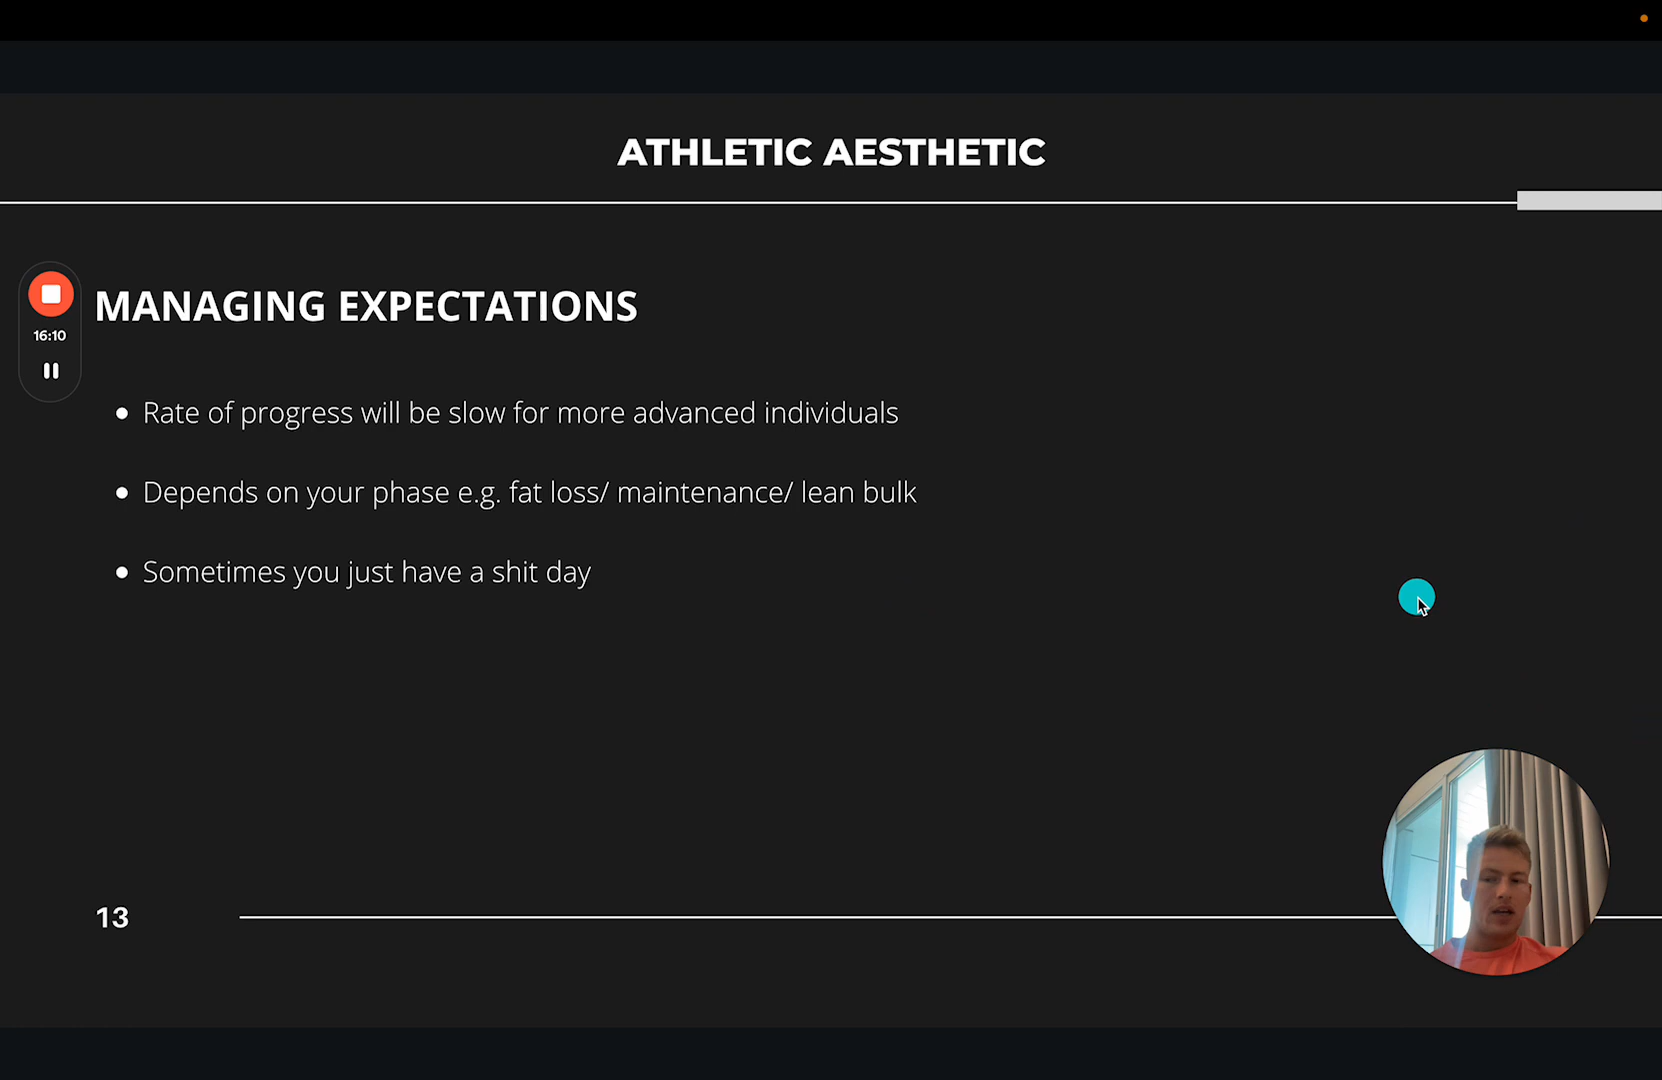 ATHLETIC AESTHETIC
MANAGING EXPECTATIONS
16:10
Rate of progress will be slow for more advanced individuals
Depends on your phase e.g. fat loss/ maintenance/ lean bulk
Sometimes you just have a shit day
13